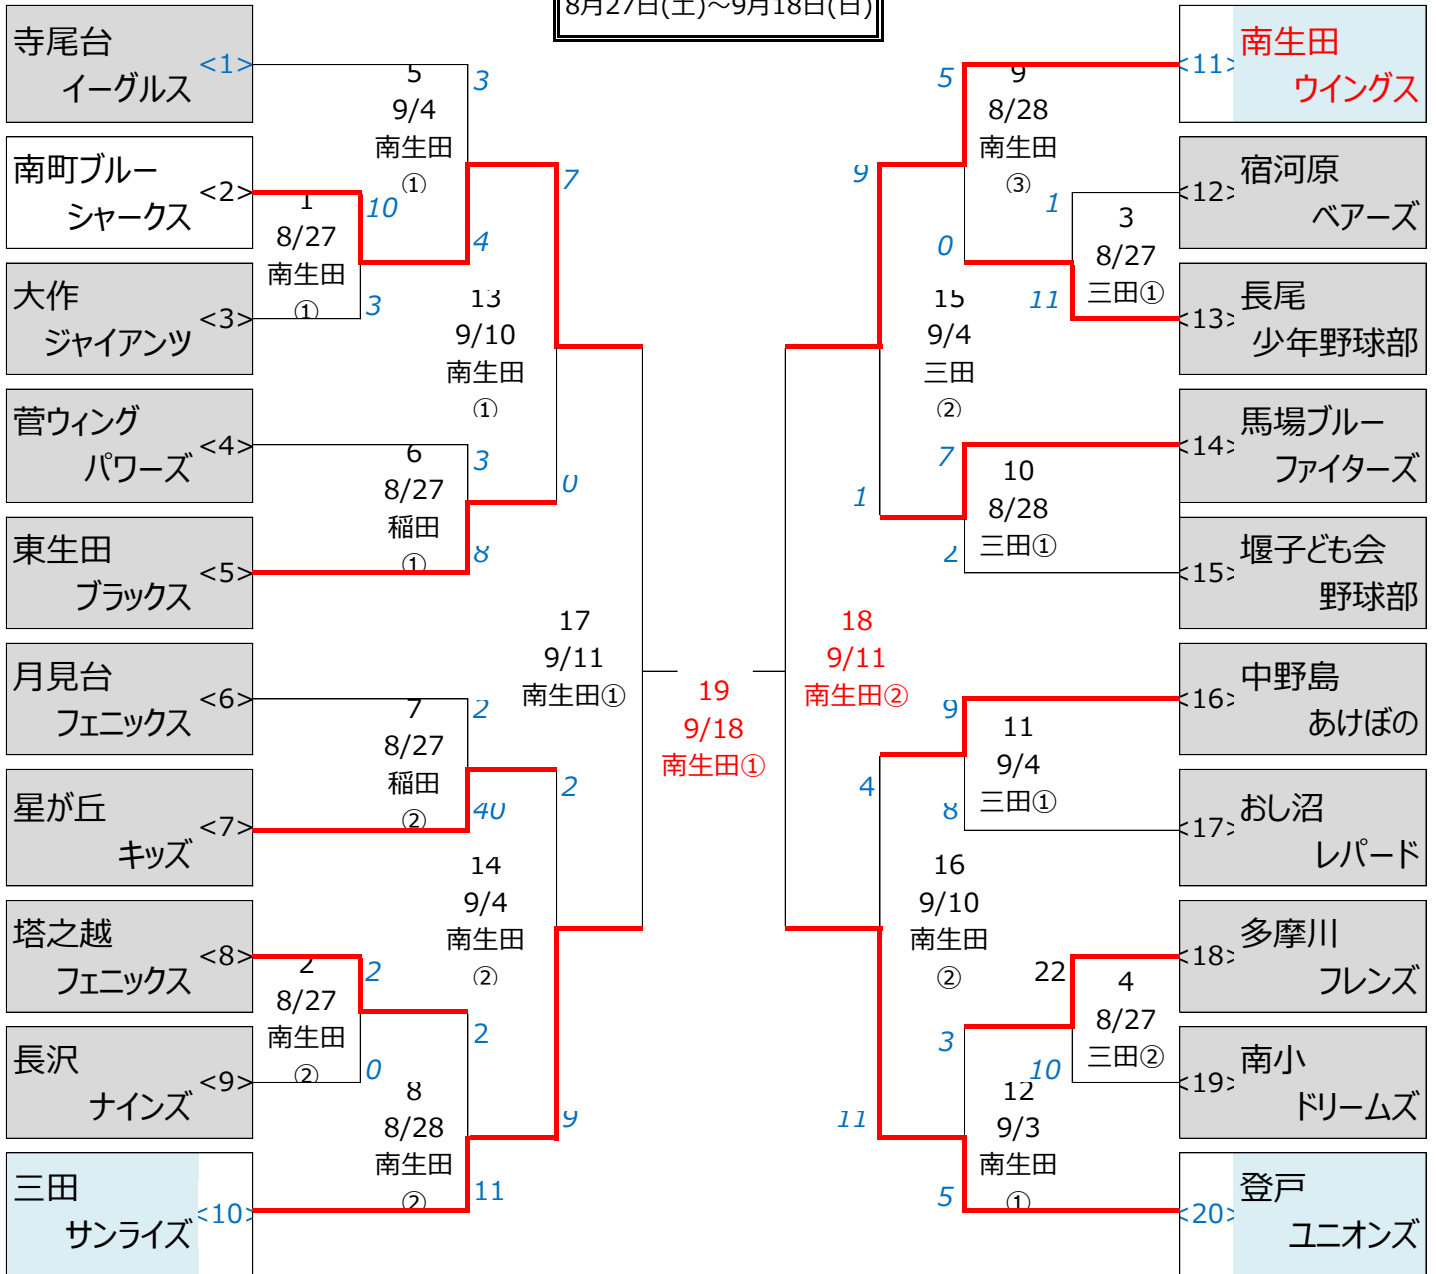 8月27日(土)～9月18日(日)
寺尾台
イーグルス
<1>
南町ブルー
シャークス
<2>
大作
ジャイアンツ
<3>
菅ウィング
パワーズ
<4>
東生田
ブラックス
<5>
月見台
フェニックス
<6>
星が丘
キッズ
<7>
塔之越
フェニックス
<8>
長沢
ナインズ
<9>
三田
サンライズ
<10>
1
8/27
南生田
①
10
3
2
8/27
南生田
②
2
0
5
9/4
南生田
①
3
4
6
8/27
稲田
①
3
8
7
8/27
稲田
②
2
40
8
8/28
南生田
②
2
11
13
9/10
南生田
①
7
0
14
9/4
南生田
②
2
9
17
9/11
南生田①
19
9/18
南生田①
18
9/11
南生田②
15
9/4
三田
②
9
1
16
9/10
南生田
②
4
11
9
8/28
南生田
③
5
0
10
8/28
三田①
7
2
11
9/4
三田①
9
8
12
9/3
南生田
①
3
5
3
8/27
三田①
1
11
4
8/27
三田②
22
10
<11>
南生田
ウイングス
<12>
宿河原
ベアーズ
<13>
長尾
少年野球部
<14>
馬場ブルー
ファイターズ
<15>
堰子ども会
野球部
<16>
中野島
あけぼの
<17>
おし沼
レパード
<18>
多摩川
フレンズ
<19>
南小
ドリームズ
<20>
登戸
ユニオンズ